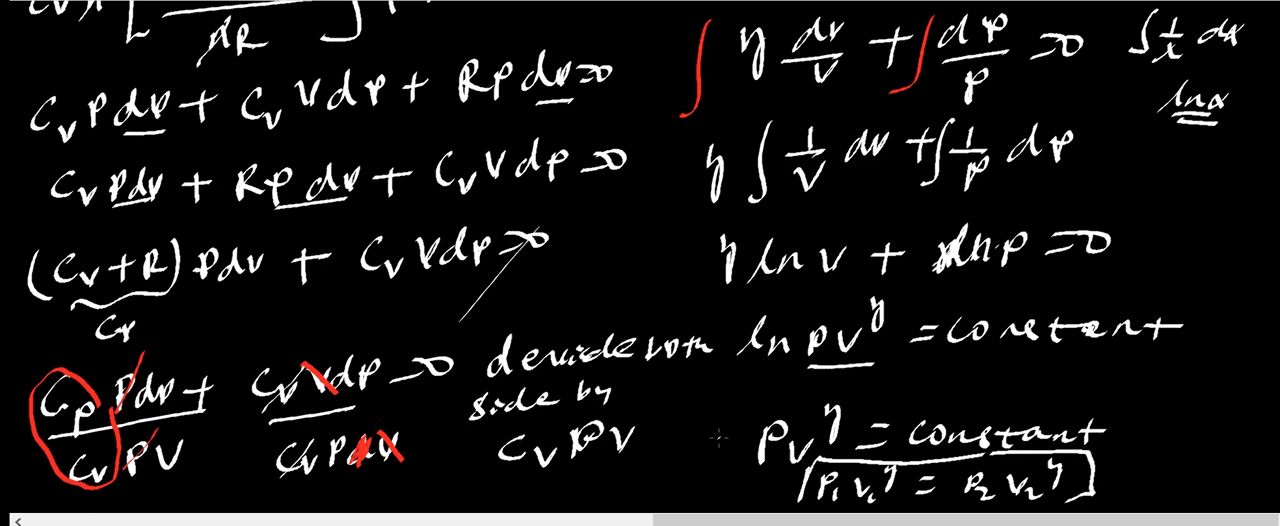 nR
CᵥPdv + CᵥVdp + RPdv=0
CᵥPdv + RPdv + CᵥVdp=0
(Cᵥ+R)Pdv + CᵥVdp=0
Cₚ
CₚPdv/CᵥPV + CᵥVdp/CᵥPV =0 devide both
side by
CᵥPV
∫ γ dv/v + ∫ dp/p =0 ∫ 1/x dx
lnx
γ ∫ 1/v dv + ∫ 1/p dp
γ ln v + ln p =0
ln pv^γ = constant
Pv^γ = constant
P₁V₁^γ = P₂V₂^γ